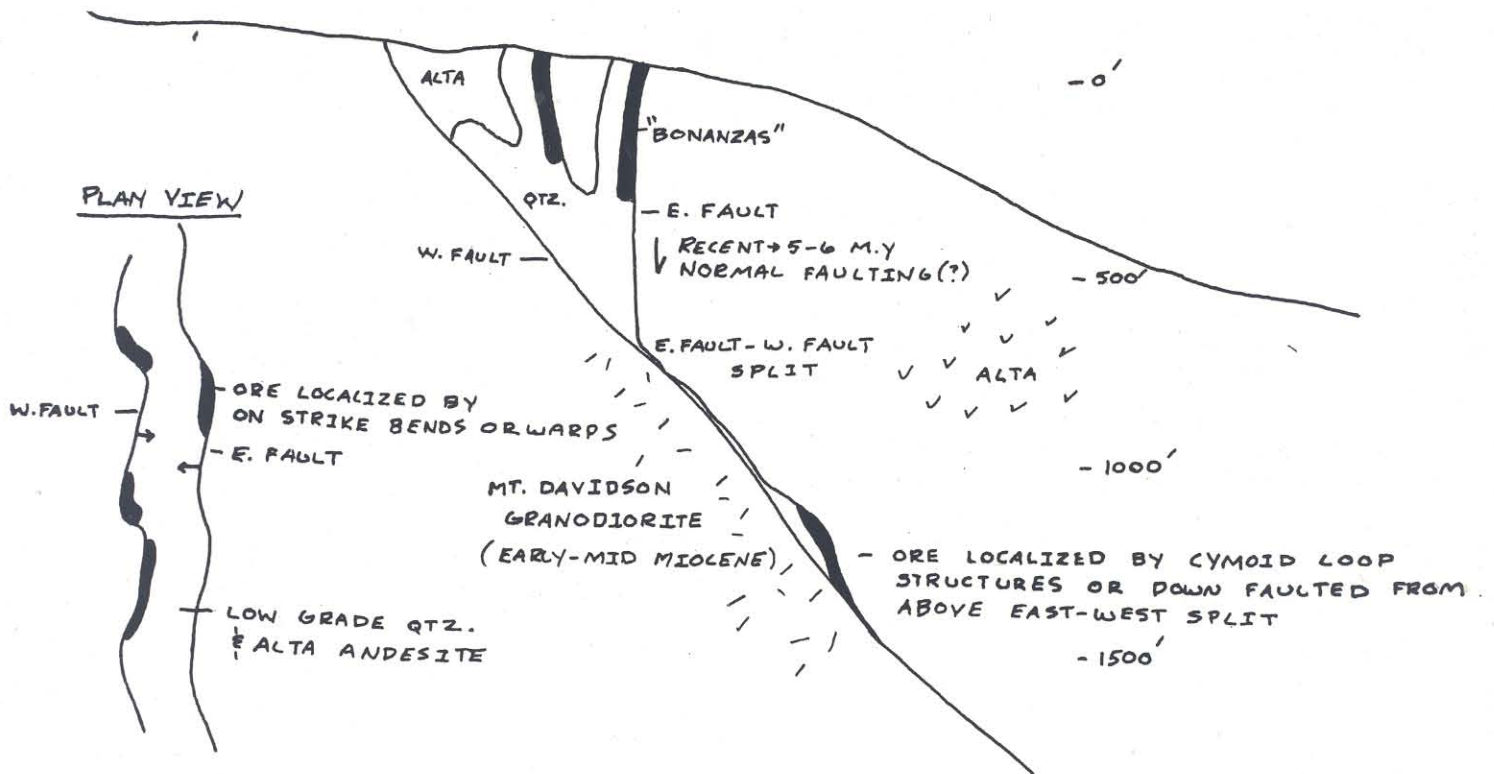 ALTA
- 0'
"BONANZAS"
PLAN VIEW
QTZ.
- E. FAULT
W. FAULT -
RECENT → 5-6 M.Y
NORMAL FAULTING (?)
- 500'
E. FAULT - W. FAULT
SPLIT
ALTA
W. FAULT -
- ORE LOCALIZED BY
ON STRIKE BENDS OR WARPS
- E. FAULT
- 1000'
MT. DAVIDSON
GRANODIORITE
(EARLY-MID MIOLENE)
- ORE LOCALIZED BY CYMOID LOOP
STRUCTURES OR DOWN FAULTED FROM
ABOVE EAST-WEST SPLIT
LOW GRADE QTZ.
& ALTA ANDESITE
- 1500'